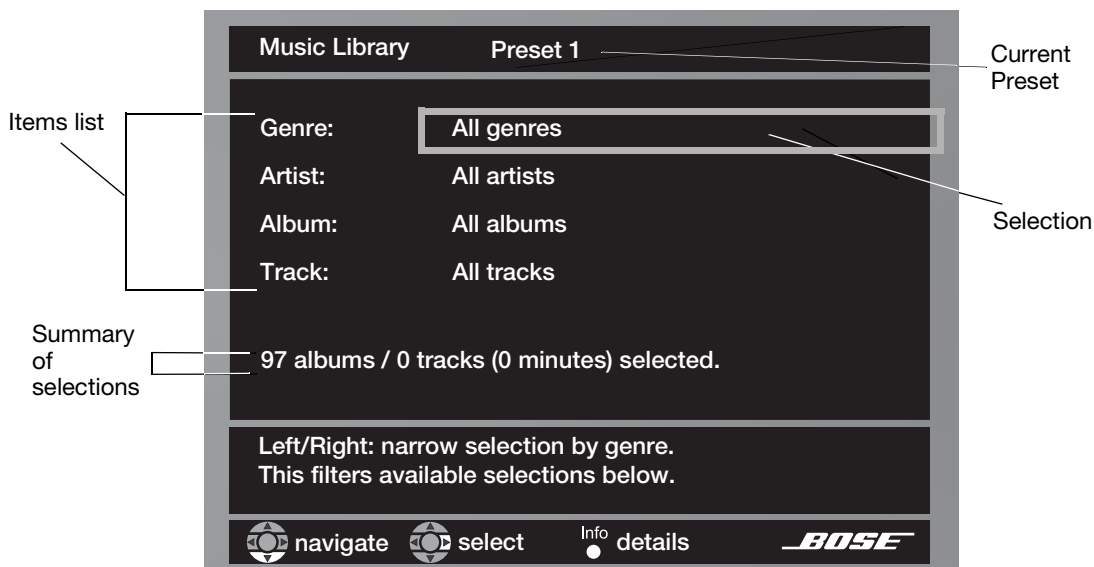 Music Library Preset 1
Current
Preset
Items list
Genre: All genres
Artist: All artists
Album: All albums
Track: All tracks
Selection
Summary
of
selections
97 albums / 0 tracks (0 minutes) selected.
Left/Right: narrow selection by genre.
This filters available selections below.
navigate select Info details BOSE